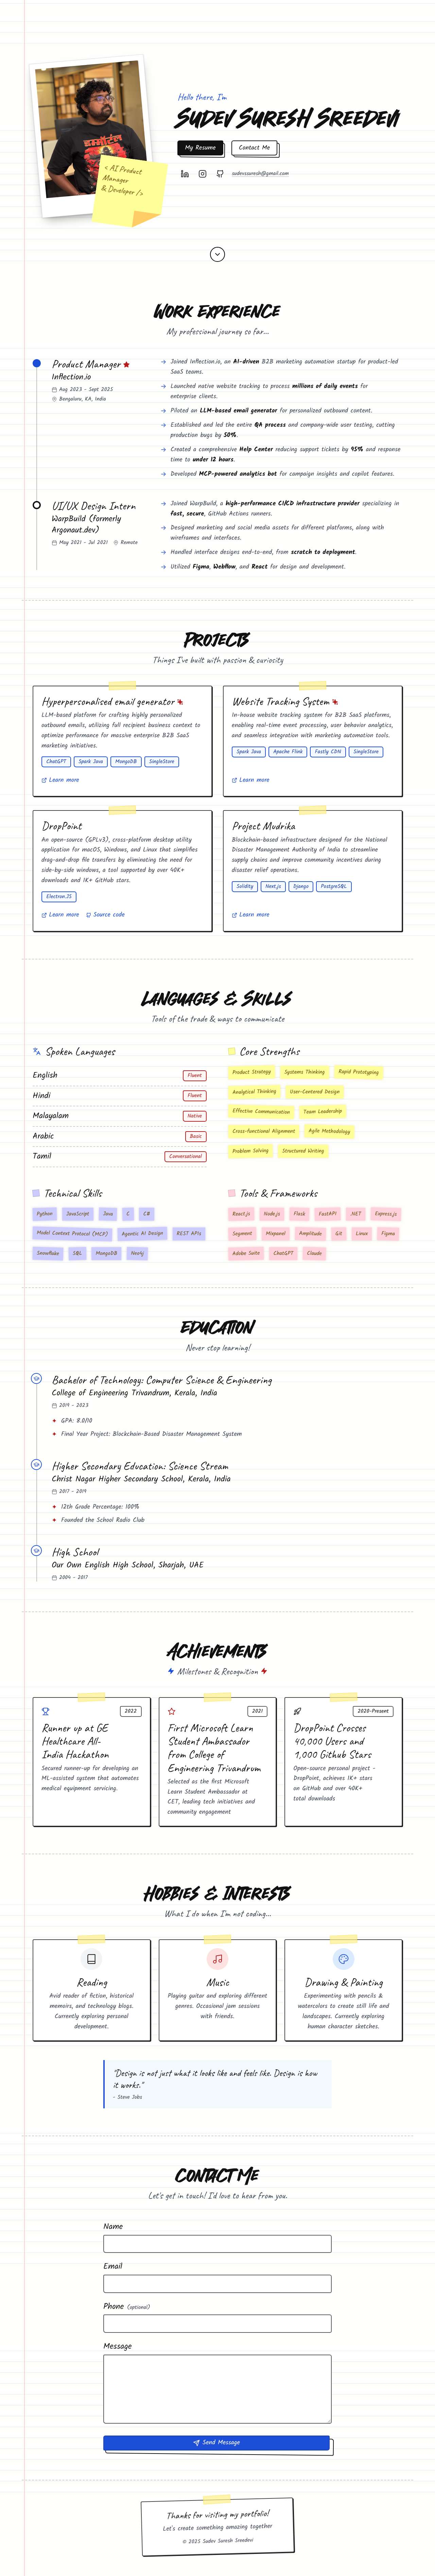 Hello there, I'm
SUDEV SURESH SREEDEVI
My Resume
Contact Me
sudevsuresh@gmail.com
< AI Product
Manager
& Developer />
WORK EXPERIENCE
My professional journey so far...
Product Manager
Inflection.io
Aug 2023 - Sept 2025
Bengaluru, KA, India
Joined Inflection.io, an AI-driven B2B marketing automation startup for product-led
SaaS teams.
Launched native website tracking to process millions of daily events for
enterprise clients.
Piloted an LLM-based email generator for personalized outbound content.
Established and led the entire QA process and company-wide user testing, cutting
production bugs by 50%.
Created a comprehensive Help Center reducing support tickets by 95% and response
time to under 12 hours.
Developed MCP-powered analytics bot for campaign insights and copilot features.
UI/UX Design Intern
WarpBuild (formerly
Argonaut.dev)
May 2021 - Jul 2021
Remote
Joined WarpBuild, a high-performance CI/CD infrastructure provider specializing in
fast, secure, GitHub Actions runners.
Designed marketing and social media assets for different platforms, along with
wireframes and interfaces.
Handled interface designs end-to-end, from scratch to deployment.
Utilized Figma, Webflow, and React for design and development.
PROJECTS
Things I've built with passion & curiosity
Hyperpersonalised email generator
LLM-based platform for crafting highly personalized
outbound emails, utilizing full recipient business context to
optimize performance for massive enterprise B2B SaaS
marketing initiatives.
ChatGPT
Spark Java
MongoDB
SingleStore
Learn more
Website Tracking System
In-house website tracking system for B2B SaaS platforms,
enabling real-time event processing, user behavior analytics,
and seamless integration with marketing automation tools.
Spark Java
Apache Flink
Fastly CDN
SingleStore
Learn more
DropPoint
An open-source (GPLv3), cross-platform desktop utility
application for macOS, Windows, and Linux that simplifies
drag-and-drop file transfers by eliminating the need for
side-by-side windows, a tool supported by over 40K+
downloads and 1K+ GitHub stars.
Electron.JS
Learn more
Source code
Project Mudrika
Blockchain-based infrastructure designed for the National
Disaster Management Authority of India to streamline
supply chains and improve community incentives during
disaster relief operations.
Solidity
Next.js
Django
PostgreSQL
Learn more
LANGUAGES & SKILLS
Tools of the trade & ways to communicate
Spoken Languages
English
Fluent
Hindi
Fluent
Malayalam
Native
Arabic
Basic
Tamil
Conversational
Core Strengths
Product Strategy
Systems Thinking
Rapid Prototyping
Analytical Thinking
User-Centered Design
Effective Communication
Team Leadership
Cross-functional Alignment
Agile Methodology
Problem Solving
Structured Writing
Technical Skills
Python
JavaScript
Java
C
C#
Model Context Protocol (MCP)
Agentic AI Design
REST APIs
Snowflake
SQL
MongoDB
Neo4j
Tools & Frameworks
React.js
Node.js
Flask
FastAPI
.NET
Express.js
Segment
Mixpanel
Amplitude
Git
Linux
Figma
Adobe Suite
ChatGPT
Claude
EDUCATION
Never stop learning!
Bachelor of Technology: Computer Science & Engineering
College of Engineering Trivandrum, Kerala, India
2019 - 2023
GPA: 8.0/10
Final Year Project: Blockchain-Based Disaster Management System
Higher Secondary Education: Science Stream
Christ Nagar Higher Secondary School, Kerala, India
2017 - 2019
12th Grade Percentage: 100%
Founded the School Radio Club
High School
Our Own English High School, Sharjah, UAE
2004 - 2017
ACHIEVEMENTS
Milestones & Recognition
2022
Runner up at GE
Healthcare All-
India Hackathon
Secured runner-up for developing an
ML-assisted system that automates
medical equipment servicing.
2021
First Microsoft Learn
Student Ambassador
from College of
Engineering Trivandrum
Selected as the first Microsoft
Learn Student Ambassador at
CET, leading tech initiatives and
community engagement
2020-Present
DropPoint Crosses
40,000 Users and
1,000 Github Stars
Open-source personal project -
DropPoint, achieves 1K+ stars
on GitHub and over 40K+
total downloads
HOBBIES & INTERESTS
What I do when I'm not coding...
Reading
Avid reader of fiction, historical
memoirs, and technology blogs.
Currently exploring personal
development.
Music
Playing guitar and exploring different
genres. Occasional jam sessions
with friends.
Drawing & Painting
Experimenting with pencils &
watercolors to create still life and
landscapes. Currently exploring
human character sketches.
"Design is not just what it looks like and feels like. Design is how
it works."
- Steve Jobs
CONTACT ME
Let's get in touch! I'd love to hear from you.
Name
Email
Phone (optional)
Message
Send Message
Thanks for visiting my portfolio!
Let's create something amazing together
© 2025 Sudev Suresh Sreedevi